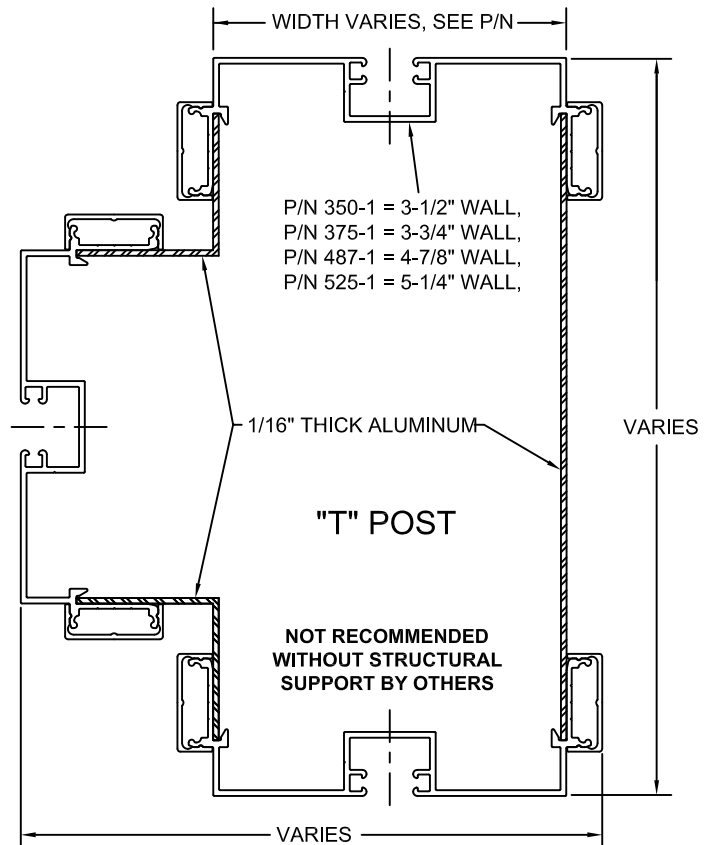 WIDTH VARIES, SEE P/N
P/N 350-1 = 3-1/2" WALL,
P/N 375-1 = 3-3/4" WALL,
P/N 487-1 = 4-7/8" WALL,
P/N 525-1 = 5-1/4" WALL,
1/16" THICK ALUMINUM
VARIES
"T" POST
NOT RECOMMENDED
WITHOUT STRUCTURAL
SUPPORT BY OTHERS
VARIES